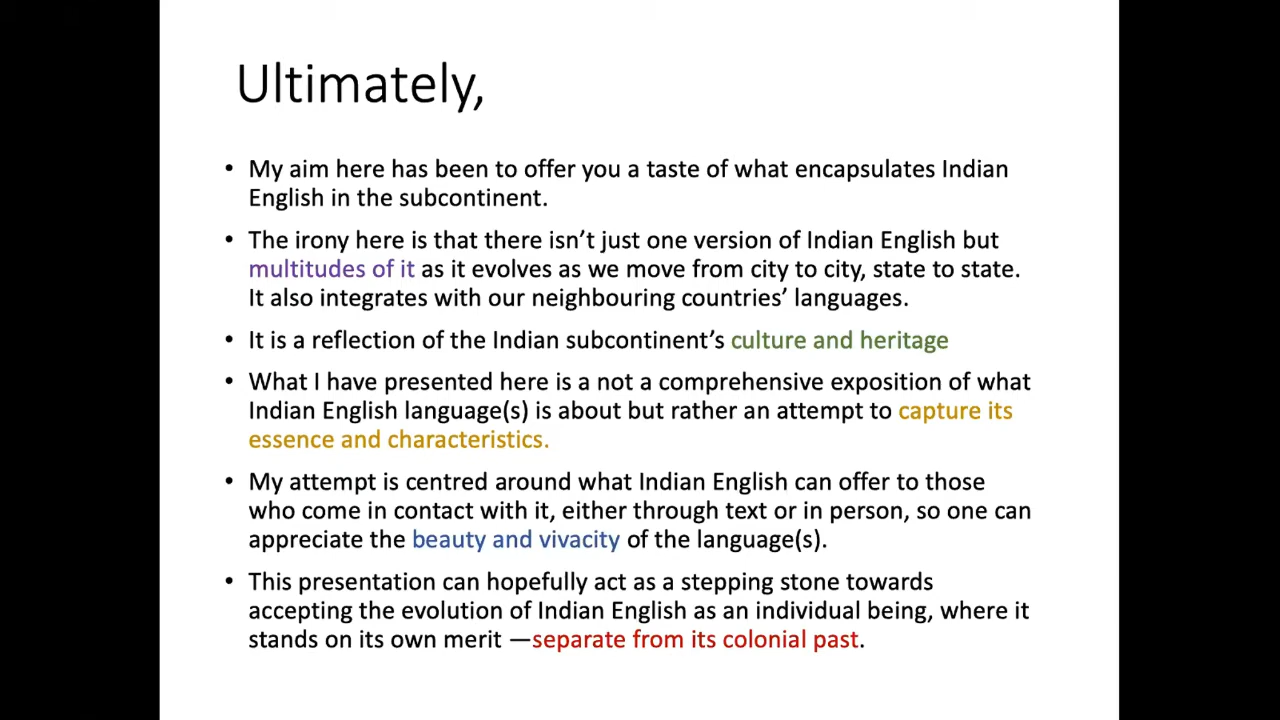 Ultimately,
• My aim here has been to offer you a taste of what encapsulates Indian
English in the subcontinent.
• The irony here is that there isn’t just one version of Indian English but
multitudes of it as it evolves as we move from city to city, state to state.
It also integrates with our neighbouring countries’ languages.
• It is a reflection of the Indian subcontinent’s culture and heritage
• What I have presented here is a not a comprehensive exposition of what
Indian English language(s) is about but rather an attempt to capture its
essence and characteristics.
• My attempt is centred around what Indian English can offer to those
who come in contact with it, either through text or in person, so one can
appreciate the beauty and vivacity of the language(s).
• This presentation can hopefully act as a stepping stone towards
accepting the evolution of Indian English as an individual being, where it
stands on its own merit —separate from its colonial past.